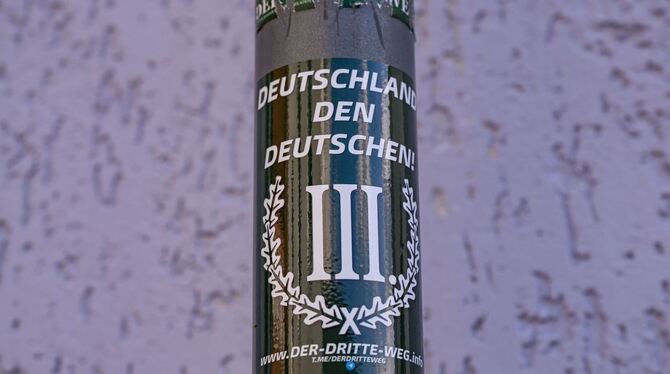 DEUTSCHLAND
DEN
DEUTSCHEN!
III.
www.DER-DRITTE-WEG.info
T.ME/DERDRITTEWEG